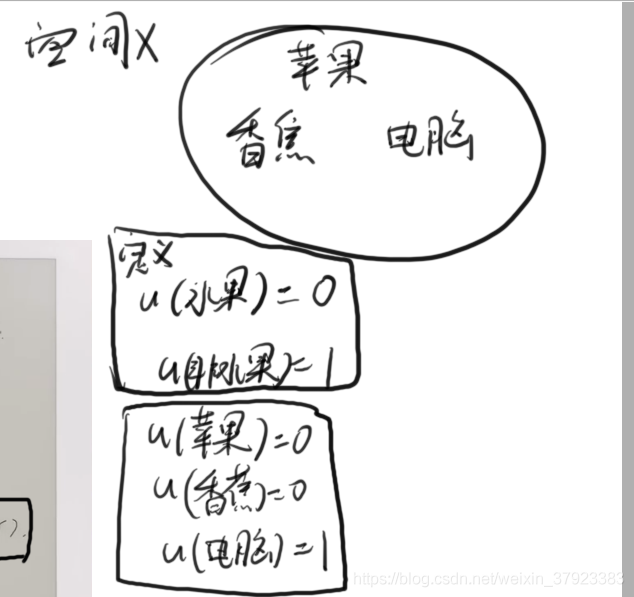 空间X
苹果
香焦 电脑
定义
u(水果)=0
u(非水果)=1
u(苹果)=0
u(香蕉)=0
u(电脑)=1
https://blog.csdn.net/weixin_37923383